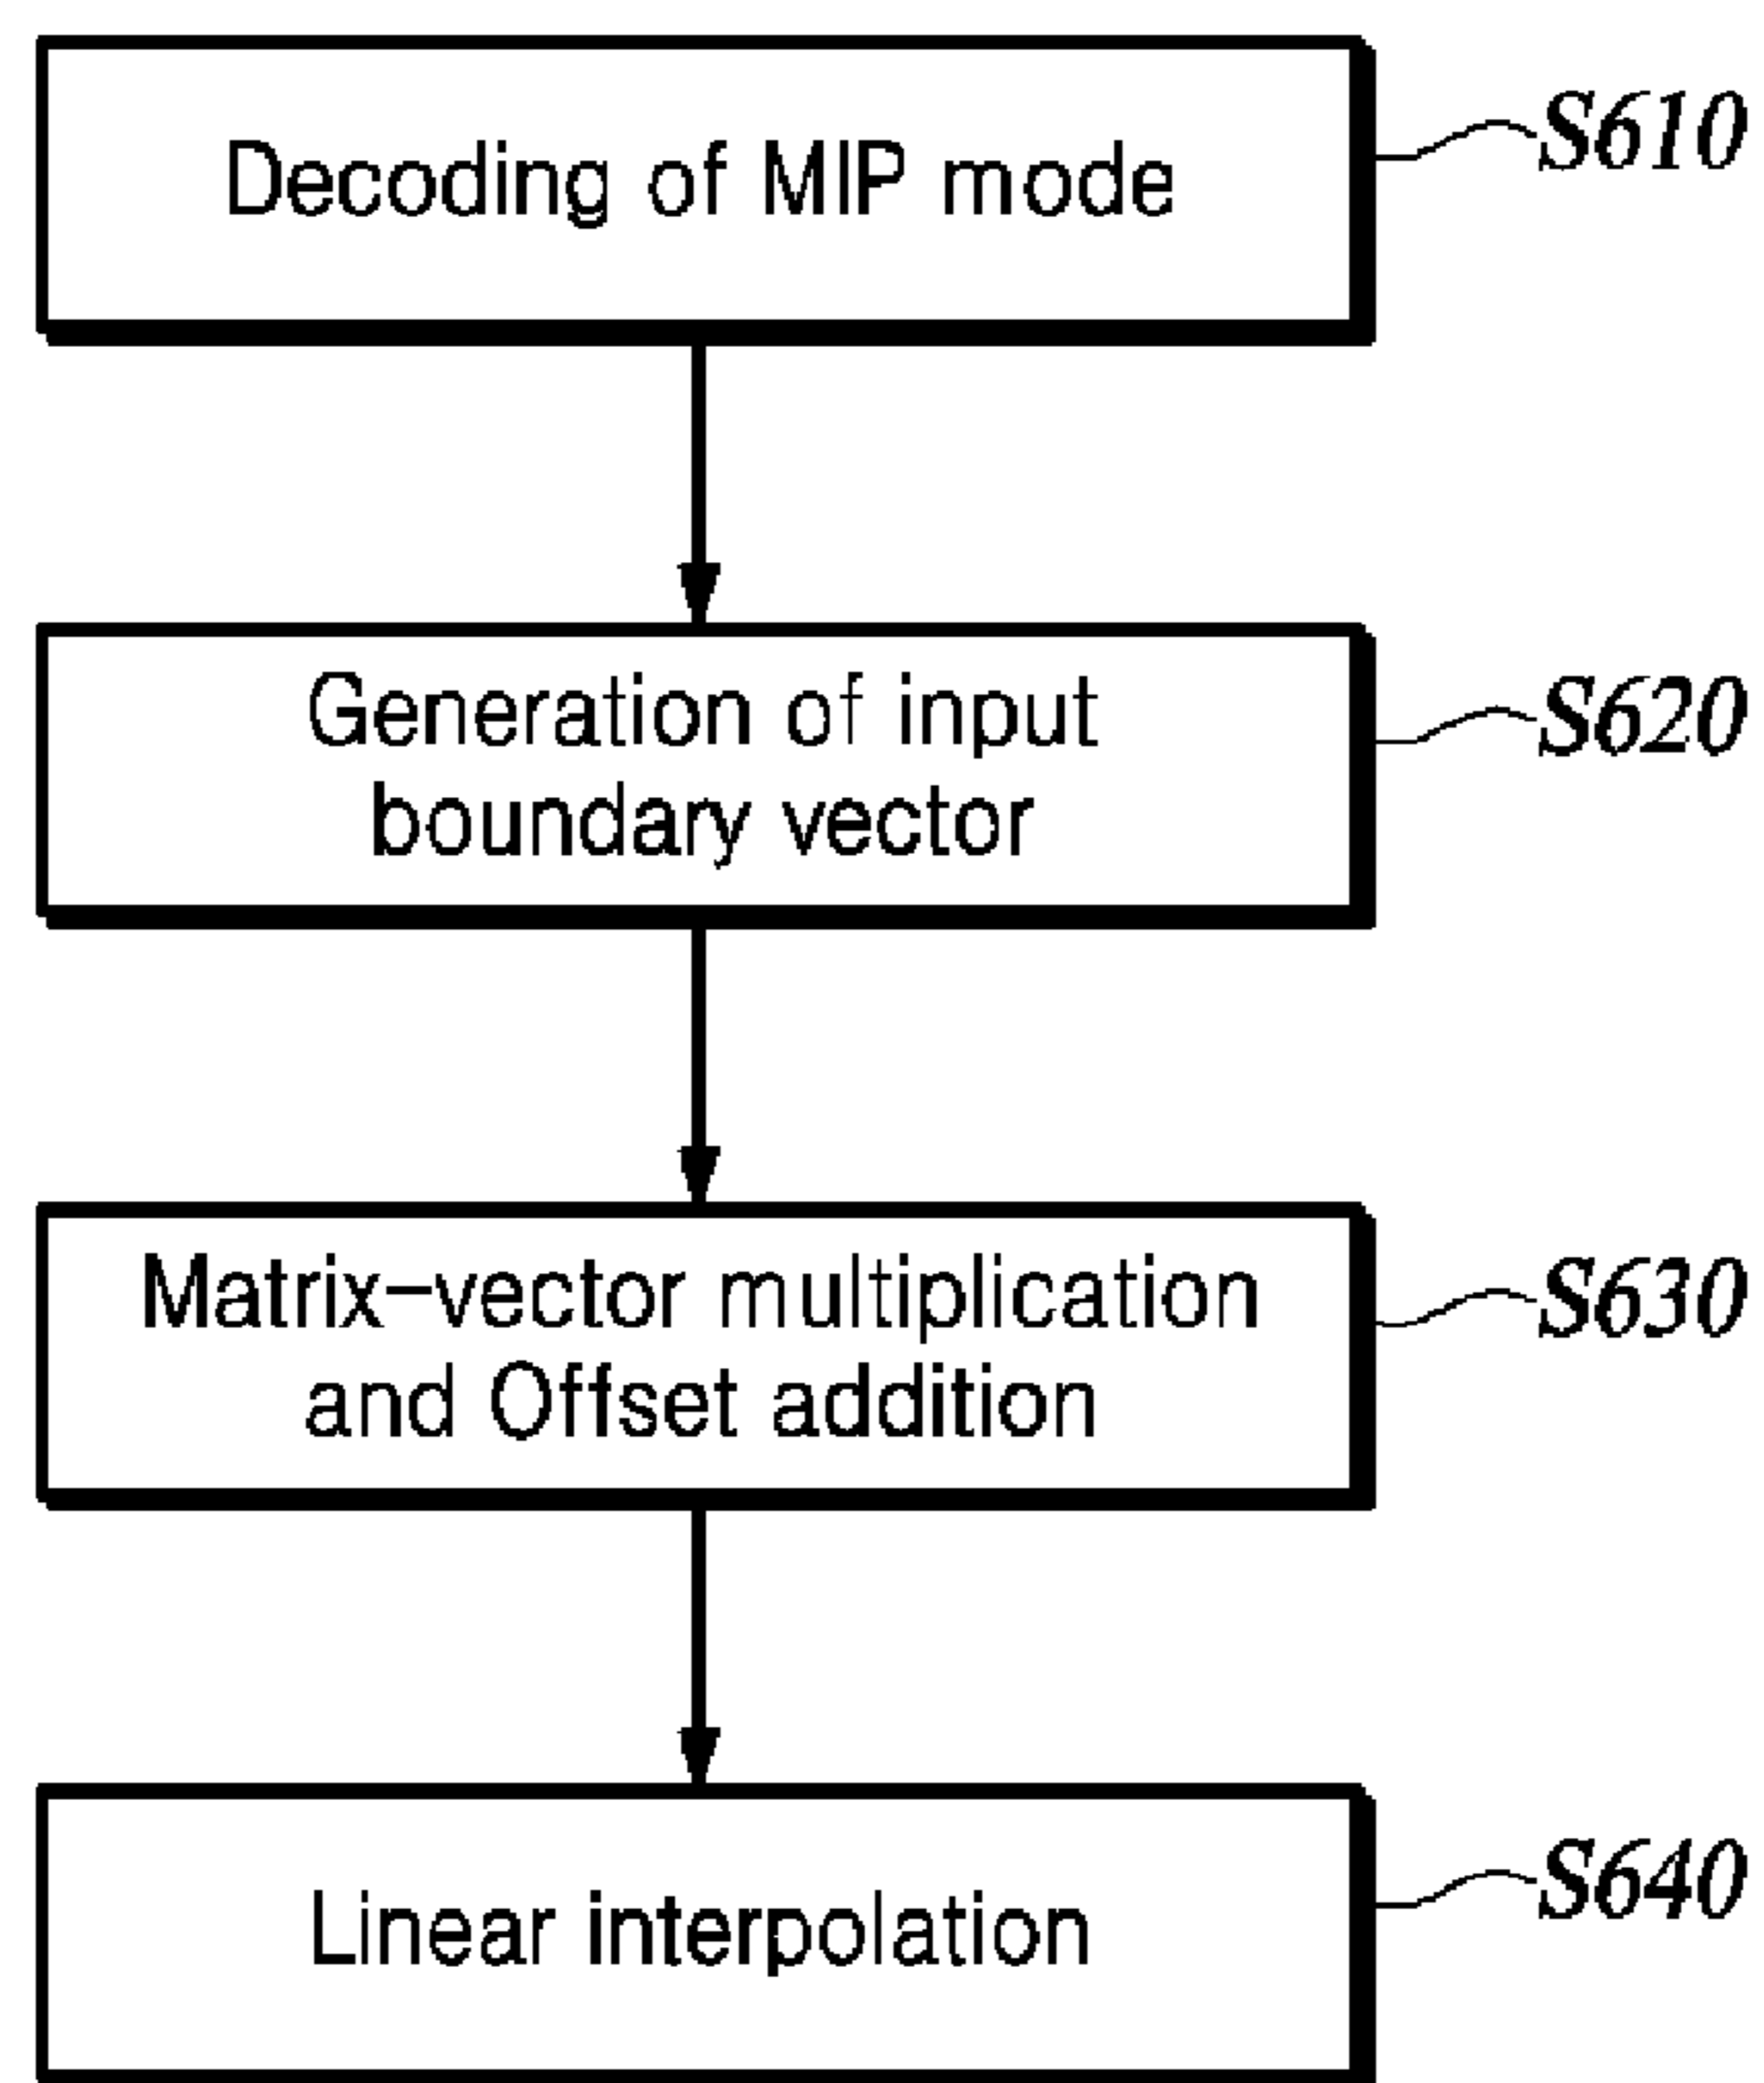 Decoding of MIP mode
S610
Generation of input
boundary vector
S620
Matrix-vector multiplication
and Offset addition
S630
Linear interpolation
S640